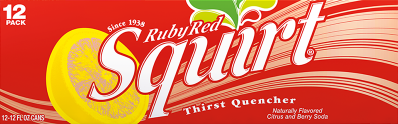 12
PACK
Since 1938
Ruby Red
Squirt®
Thirst Quencher
Naturally Flavored
Citrus and Berry Soda
12-12 FL OZ CANS